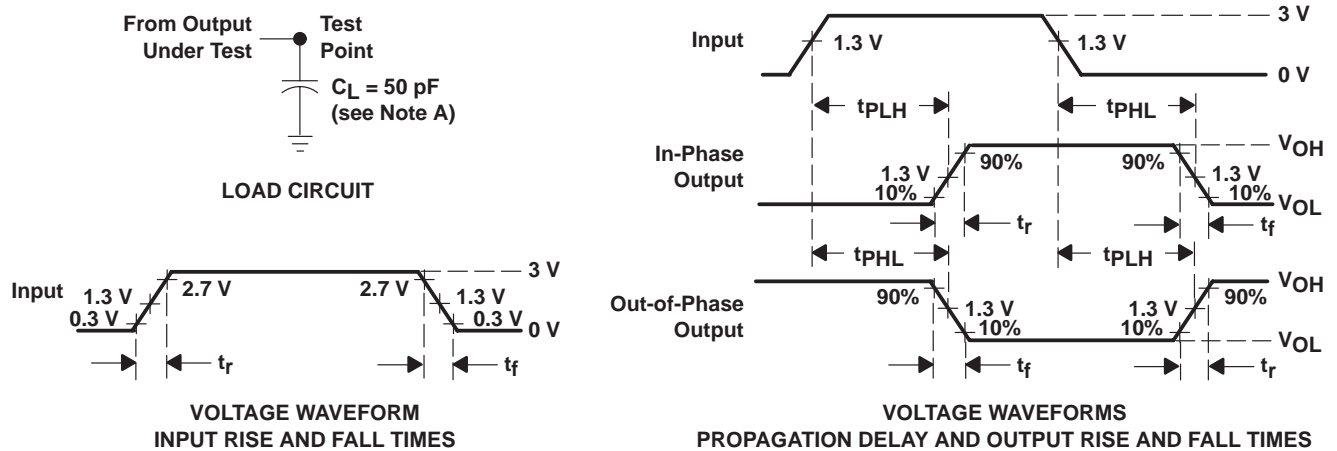 From Output
Under Test
Test
Point
CL = 50 pF
(see Note A)
LOAD CIRCUIT
Input
1.3 V
0.3 V
2.7 V
2.7 V
1.3 V
0.3 V
3 V
0 V
tr
tf
VOLTAGE WAVEFORM
INPUT RISE AND FALL TIMES
Input
1.3 V
1.3 V
3 V
0 V
tPLH
tPHL
In-Phase
Output
1.3 V
10%
90%
90%
1.3 V
10%
VOH
VOL
tr
tf
tPHL
tPLH
Out-of-Phase
Output
90%
1.3 V
10%
1.3 V
10%
90%
VOH
VOL
tf
tr
VOLTAGE WAVEFORMS
PROPAGATION DELAY AND OUTPUT RISE AND FALL TIMES